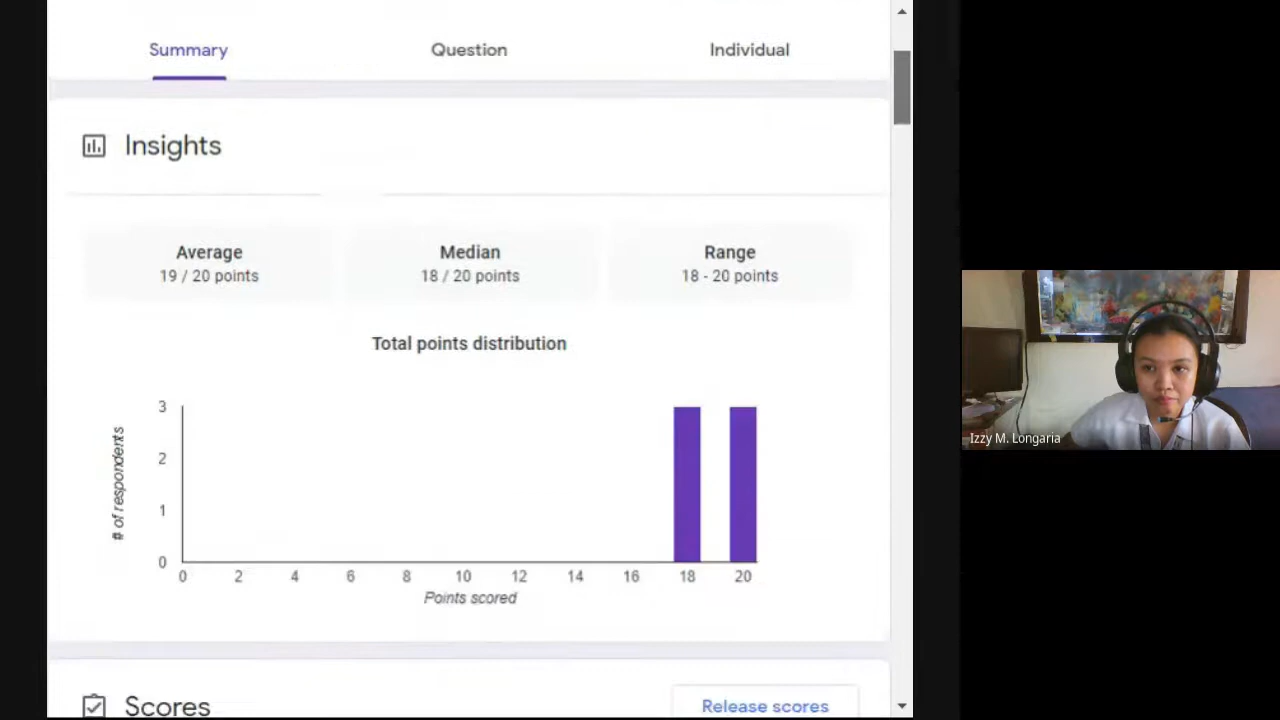 Summary Question Individual
Insights
Average Median Range
19 / 20 points 18 / 20 points 18 - 20 points
Total points distribution
3
2
1
0
# of respondents
0 2 4 6 8 10 12 14 16 18 20
Points scored
Scores Release scores
Izzy M. Longaria